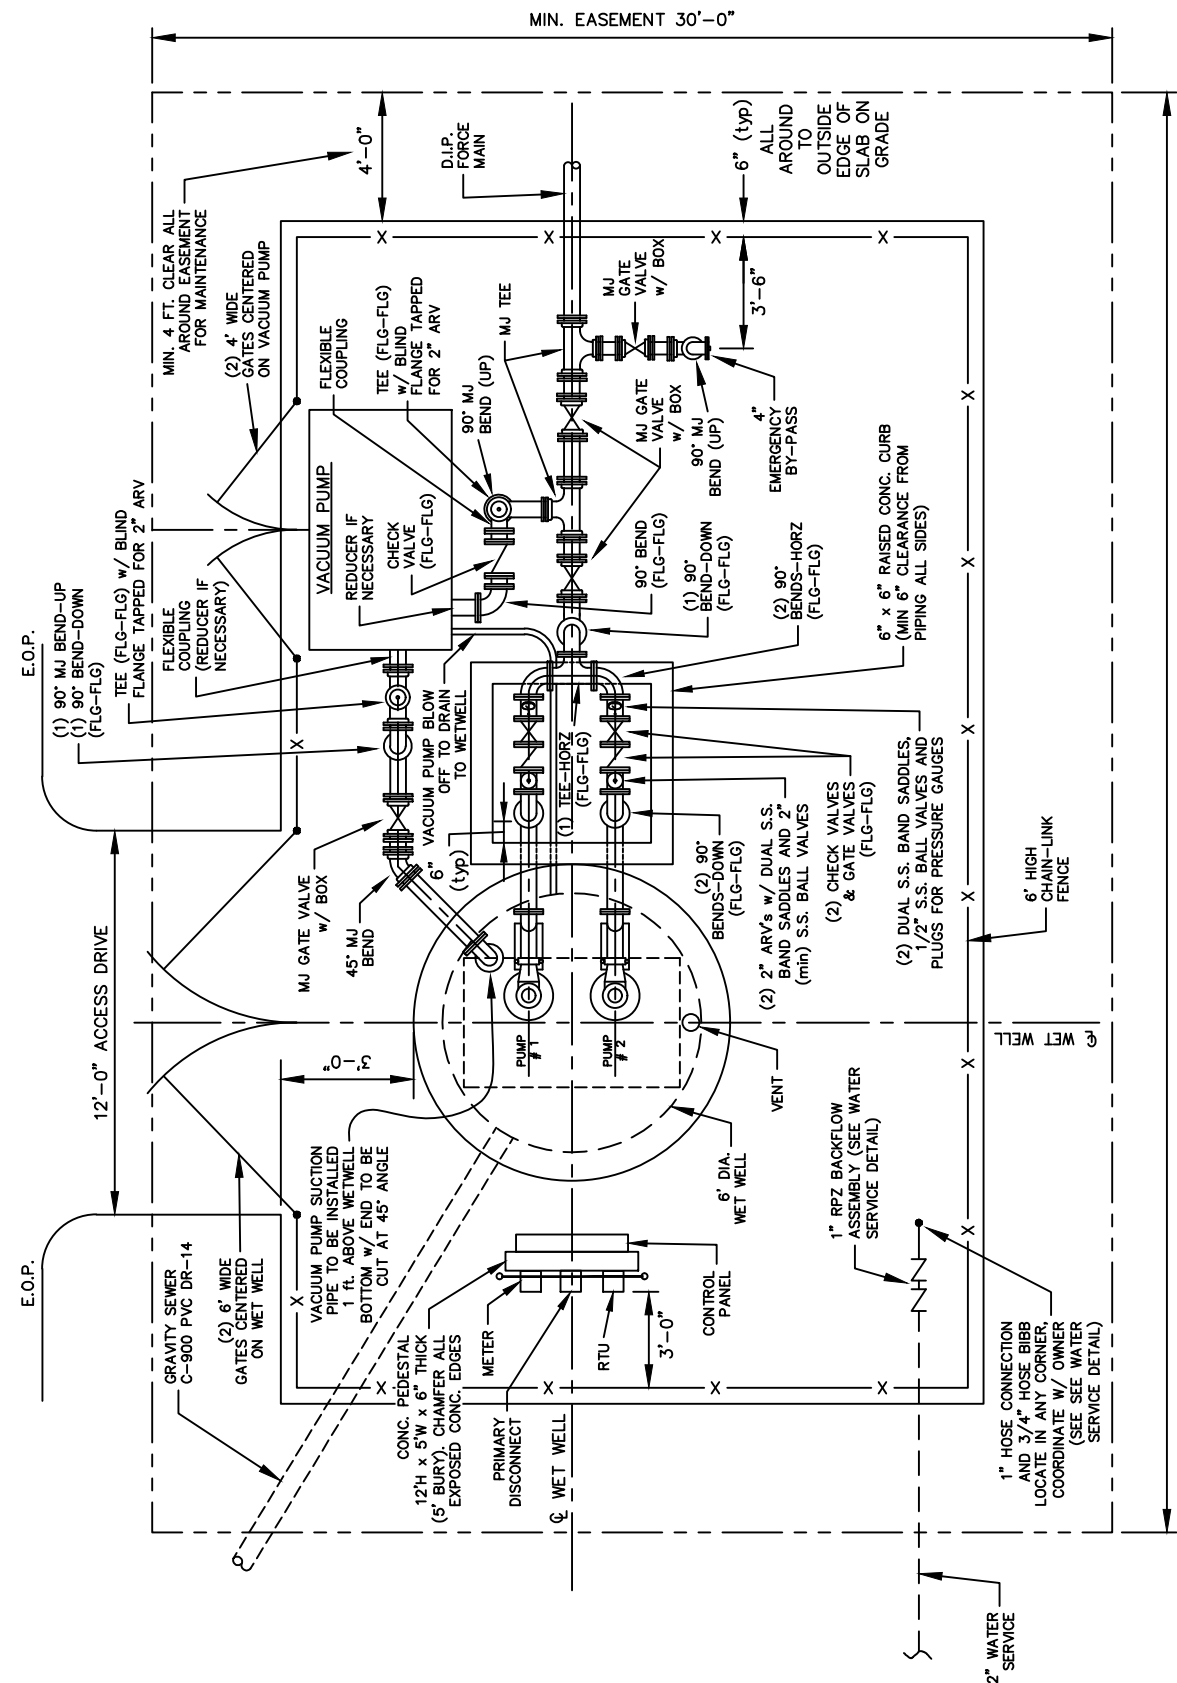 MIN. EASEMENT 30'-0"
E.O.P.
E.O.P.
12'-0" ACCESS DRIVE
GRAVITY SEWER
C-900 PVC DR-14
(2) 6' WIDE
GATES CENTERED
ON WET WELL
3'-0"
VACUUM PUMP SUCTION
PIPE TO BE INSTALLED
1 ft. ABOVE WETWELL
BOTTOM w/ END TO BE
CUT AT 45° ANGLE
CONC. PEDESTAL
12'H x 5'W x 6" THICK
(5' BURY). CHAMFER ALL
EXPOSED CONC. EDGES
METER
PRIMARY
DISCONNECT
RTU
3'-0"
CONTROL
PANEL
℄ WET WELL
(1) 90° MJ BEND-UP
(1) 90° BEND-DOWN
(FLG-FLG)
TEE (FLG-FLG) w/ BLIND
FLANGE TAPPED FOR 2" ARV
FLEXIBLE
COUPLING
(REDUCER IF
NECESSARY)
MJ GATE VALVE
w/ BOX
45° MJ
BEND
VACUUM PUMP BLOW
OFF TO DRAIN
TO WETWELL
6"
(typ)
MIN. 4 FT. CLEAR ALL
AROUND EASEMENT
FOR MAINTENANCE
4'-0"
(2) 4' WIDE
GATES CENTERED
ON VACUUM PUMP
FLEXIBLE
COUPLING
TEE (FLG-FLG)
w/ BLIND
FLANGE TAPPED
FOR 2" ARV
90° MJ
BEND (UP)
VACUUM PUMP
REDUCER IF
NECESSARY
CHECK
VALVE
(FLG-FLG)
D.I.P.
FORCE
MAIN
MJ TEE
MJ
GATE
VALVE
w/ BOX
6" (typ)
ALL
AROUND
TO
OUTSIDE
EDGE OF
SLAB ON
GRADE
3'-6"
MJ GATE
VALVE
w/ BOX
90° MJ
BEND (UP)
4"
EMERGENCY
BY-PASS
90° BEND
(FLG-FLG)
(1) 90°
BEND-DOWN
(FLG-FLG)
(2) 90°
BENDS-HORZ
(FLG-FLG)
6" x 6" RAISED CONC. CURB
(MIN 6" CLEARANCE FROM
PIPING ALL SIDES)
(1) TEE-HORZ
(FLG-FLG)
(2) 90°
BENDS-DOWN
(FLG-FLG)
(2) 2" ARV's w/ DUAL S.S.
BAND SADDLES AND 2"
(min) S.S. BALL VALVES
(2) CHECK VALVES
& GATE VALVES
(FLG-FLG)
(2) DUAL S.S. BAND SADDLES,
1/2" S.S. BALL VALVES AND
PLUGS FOR PRESSURE GAUGES
6' HIGH
CHAIN-LINK
FENCE
PUMP
# 1
PUMP
# 2
VENT
6' DIA.
WET WELL
℄ WET WELL
1" RPZ BACKFLOW
ASSEMBLY (SEE WATER
SERVICE DETAIL)
1" HOSE CONNECTION
AND 3/4" HOSE BIBB
LOCATE IN ANY CORNER,
COORDINATE W/ OWNER
(SEE SEE WATER
SERVICE DETAIL)
2" WATER
SERVICE